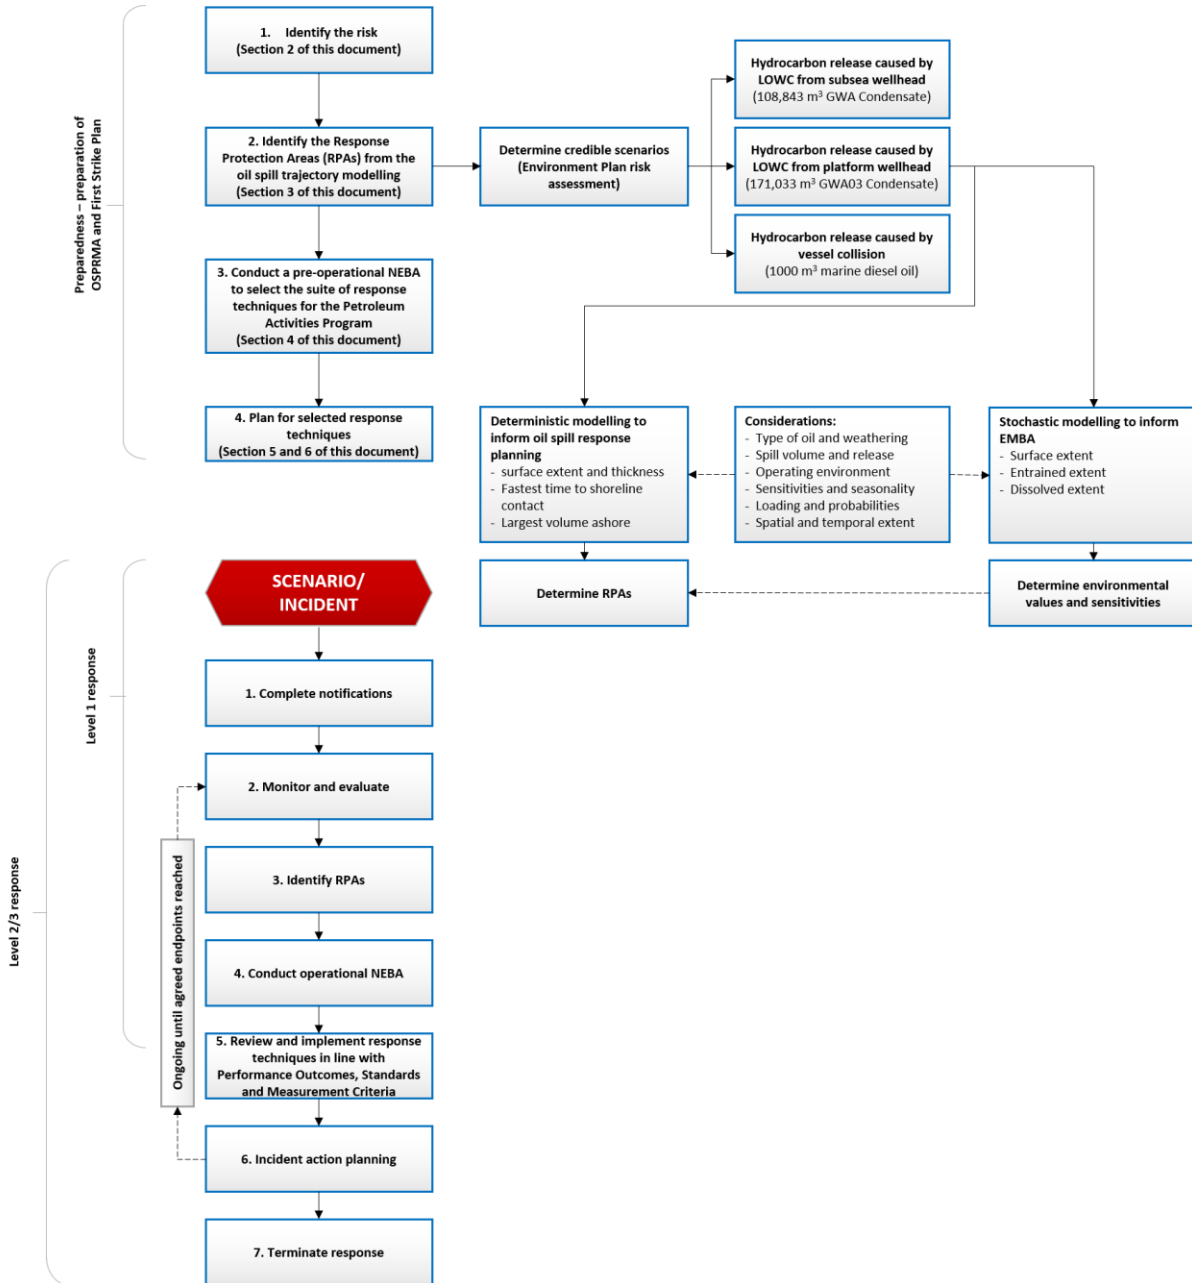 Preparedness – preparation of
OSPRMA and First Strike Plan
1. Identify the risk
(Section 2 of this document)
2. Identify the Response
Protection Areas (RPAs) from the
oil spill trajectory modelling
(Section 3 of this document)
3. Conduct a pre-operational NEBA
to select the suite of response
techniques for the Petroleum
Activities Program
(Section 4 of this document)
4. Plan for selected response
techniques
(Section 5 and 6 of this document)
Determine credible scenarios
(Environment Plan risk
assessment)
Hydrocarbon release caused by
LOWC from subsea wellhead
(108,843 m³ GWA Condensate)
Hydrocarbon release caused by
LOWC from platform wellhead
(171,033 m³ GWA03 Condensate)
Hydrocarbon release caused by
vessel collision
(1000 m³ marine diesel oil)
Deterministic modelling to
inform oil spill response
planning
- surface extent and thickness
- Fastest time to shoreline
contact
- Largest volume ashore
Considerations:
- Type of oil and weathering
- Spill volume and release
- Operating environment
- Sensitivities and seasonality
- Loading and probabilities
- Spatial and temporal extent
Stochastic modelling to inform
EMBA
- Surface extent
- Entrained extent
- Dissolved extent
Determine RPAs
Determine environmental
values and sensitivities
Level 2/3 response
Level 1 response
SCENARIO/
INCIDENT
1. Complete notifications
2. Monitor and evaluate
3. Identify RPAs
4. Conduct operational NEBA
5. Review and implement response
techniques in line with
Performance Outcomes, Standards
and Measurement Criteria
6. Incident action planning
7. Terminate response
Ongoing until agreed endpoints reached